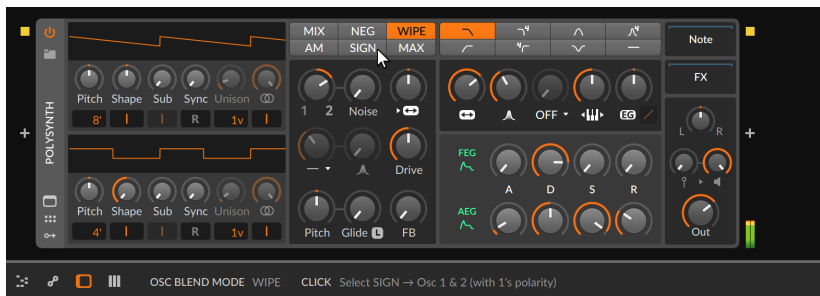 MIX NEG WIPE
AM SIGN MAX
Note
FX
POLYSYNTH
Pitch Shape Sub Sync Unison
8' I I R 1v I
1 2 Noise
OFF
EG
L R
Drive
FEG
A D S R
AEG
Pitch Shape Sub Sync Unison
4' I I R 1v I
Pitch Glide L FB
Out
OSC BLEND MODE WIPE CLICK Select SIGN → Osc 1 & 2 (with 1's polarity)